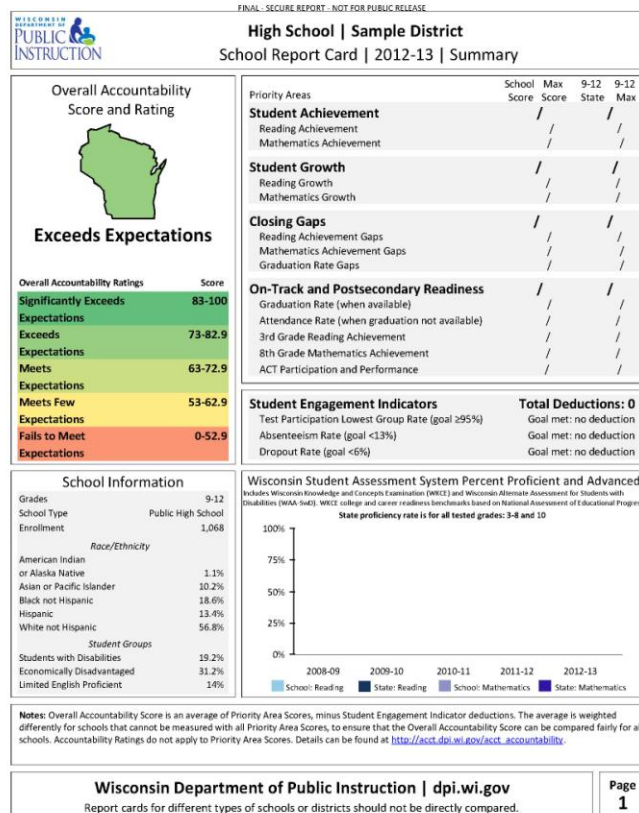 FINAL - SECURE REPORT - NOT FOR PUBLIC RELEASE
WISCONSIN
DEPARTMENT OF
PUBLIC
INSTRUCTION
High School | Sample District
School Report Card | 2012-13 | Summary
Overall Accountability
Score and Rating
Exceeds Expectations
Overall Accountability Ratings Score
Significantly Exceeds 83-100
Expectations
Exceeds 73-82.9
Expectations
Meets 63-72.9
Expectations
Meets Few 53-62.9
Expectations
Fails to Meet 0-52.9
Expectations
School Max 9-12 9-12
Priority Areas Score Score State Max
Student Achievement / /
Reading Achievement / /
Mathematics Achievement / /
Student Growth / /
Reading Growth / /
Mathematics Growth / /
Closing Gaps / /
Reading Achievement Gaps / /
Mathematics Achievement Gaps / /
Graduation Rate Gaps / /
On-Track and Postsecondary Readiness / /
Graduation Rate (when available) / /
Attendance Rate (when graduation not available) / /
3rd Grade Reading Achievement / /
8th Grade Mathematics Achievement / /
ACT Participation and Performance / /
Student Engagement Indicators Total Deductions: 0
Test Participation Lowest Group Rate (goal ≥95%) Goal met: no deduction
Absenteeism Rate (goal <13%) Goal met: no deduction
Dropout Rate (goal <6%) Goal met: no deduction
School Information
Grades 9-12
School Type Public High School
Enrollment 1,068
Race/Ethnicity
American Indian
or Alaska Native 1.1%
Asian or Pacific Islander 10.2%
Black not Hispanic 18.6%
Hispanic 13.4%
White not Hispanic 56.8%
Student Groups
Students with Disabilities 19.2%
Economically Disadvantaged 31.2%
Limited English Proficient 14%
Wisconsin Student Assessment System Percent Proficient and Advanced
Includes Wisconsin Knowledge and Concepts Examination (WKCE) and Wisconsin Alternate Assessment for Students with
Disabilities (WAA-SwD). WKCE college and career readiness benchmarks based on National Assessment of Educational Progre
State proficiency rate is for all tested grades: 3-8 and 10
100%
75%
50%
25%
0%
2008-09 2009-10 2010-11 2011-12 2012-13
School: Reading State: Reading School: Mathematics State: Mathematics
Notes: Overall Accountability Score is an average of Priority Area Scores, minus Student Engagement Indicator deductions. The average is weighted
differently for schools that cannot be measured with all Priority Area Scores, to ensure that the Overall Accountability Score can be compared fairly for al
schools. Accountability Ratings do not apply to Priority Area Scores. Details can be found at http://acct.dpi.wi.gov/acct_accountability.
Wisconsin Department of Public Instruction | dpi.wi.gov
Report cards for different types of schools or districts should not be directly compared.
Page
1